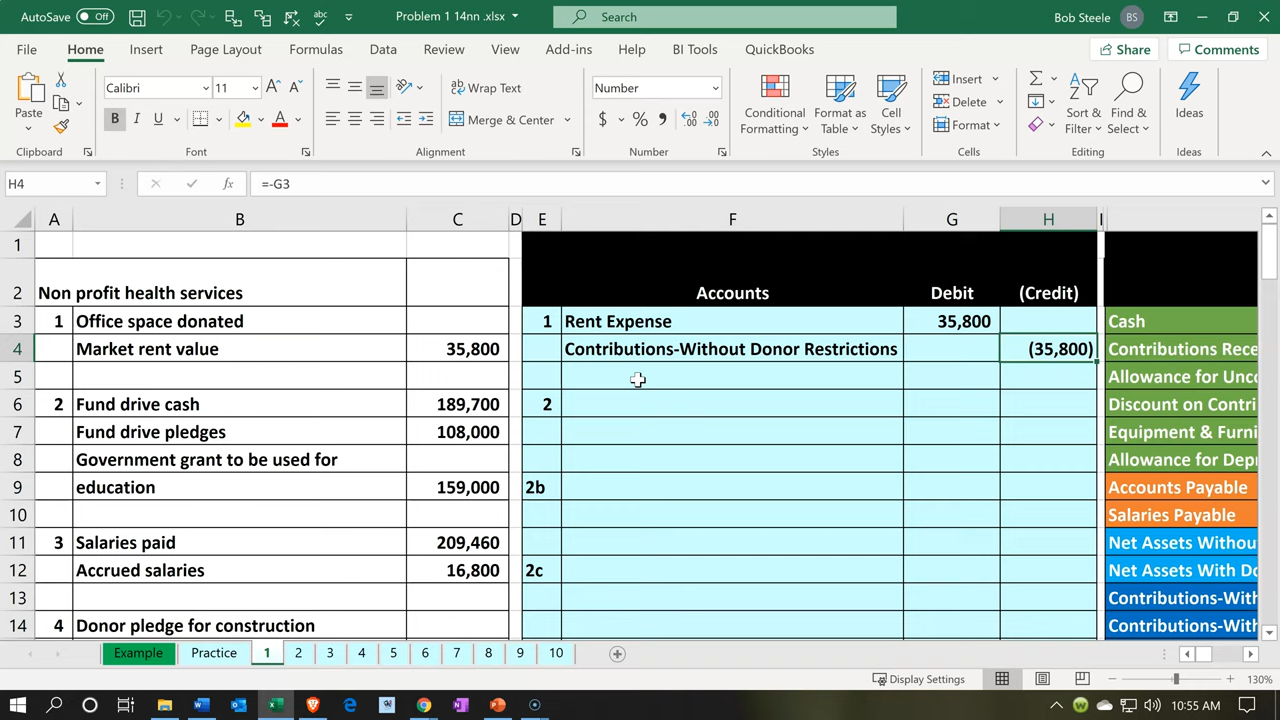 AutoSave Off Problem 1 14nn .xlsx Search Bob Steele BS
File Home Insert Page Layout Formulas Data Review View Add-ins Help BI Tools QuickBooks Share Comments
Paste Calibri 11 Wrap Text Merge & Center Number Conditional Formatting Format as Table Cell Styles Insert Delete Format Sort & Filter Find & Select Ideas
Clipboard Font Alignment Number Styles Cells Editing Ideas
H4 fx =-G3
A B C D E F G H I
1
2 Non profit health services Accounts Debit (Credit)
3 1 Office space donated 1 Rent Expense 35,800 Cash
4 Market rent value 35,800 Contributions-Without Donor Restrictions (35,800) Contributions Rece
5 Allowance for Unco
6 2 Fund drive cash 189,700 2 Discount on Contri
7 Fund drive pledges 108,000 Equipment & Furni
8 Government grant to be used for Allowance for Depr
9 education 159,000 2b Accounts Payable
10 Salaries Payable
11 3 Salaries paid 209,460 Net Assets Withou
12 Accrued salaries 16,800 2c Net Assets With Do
13 Contributions-With
14 4 Donor pledge for construction Contributions-With
Example Practice 1 2 3 4 5 6 7 8 9 10
Display Settings 130%
10:55 AM